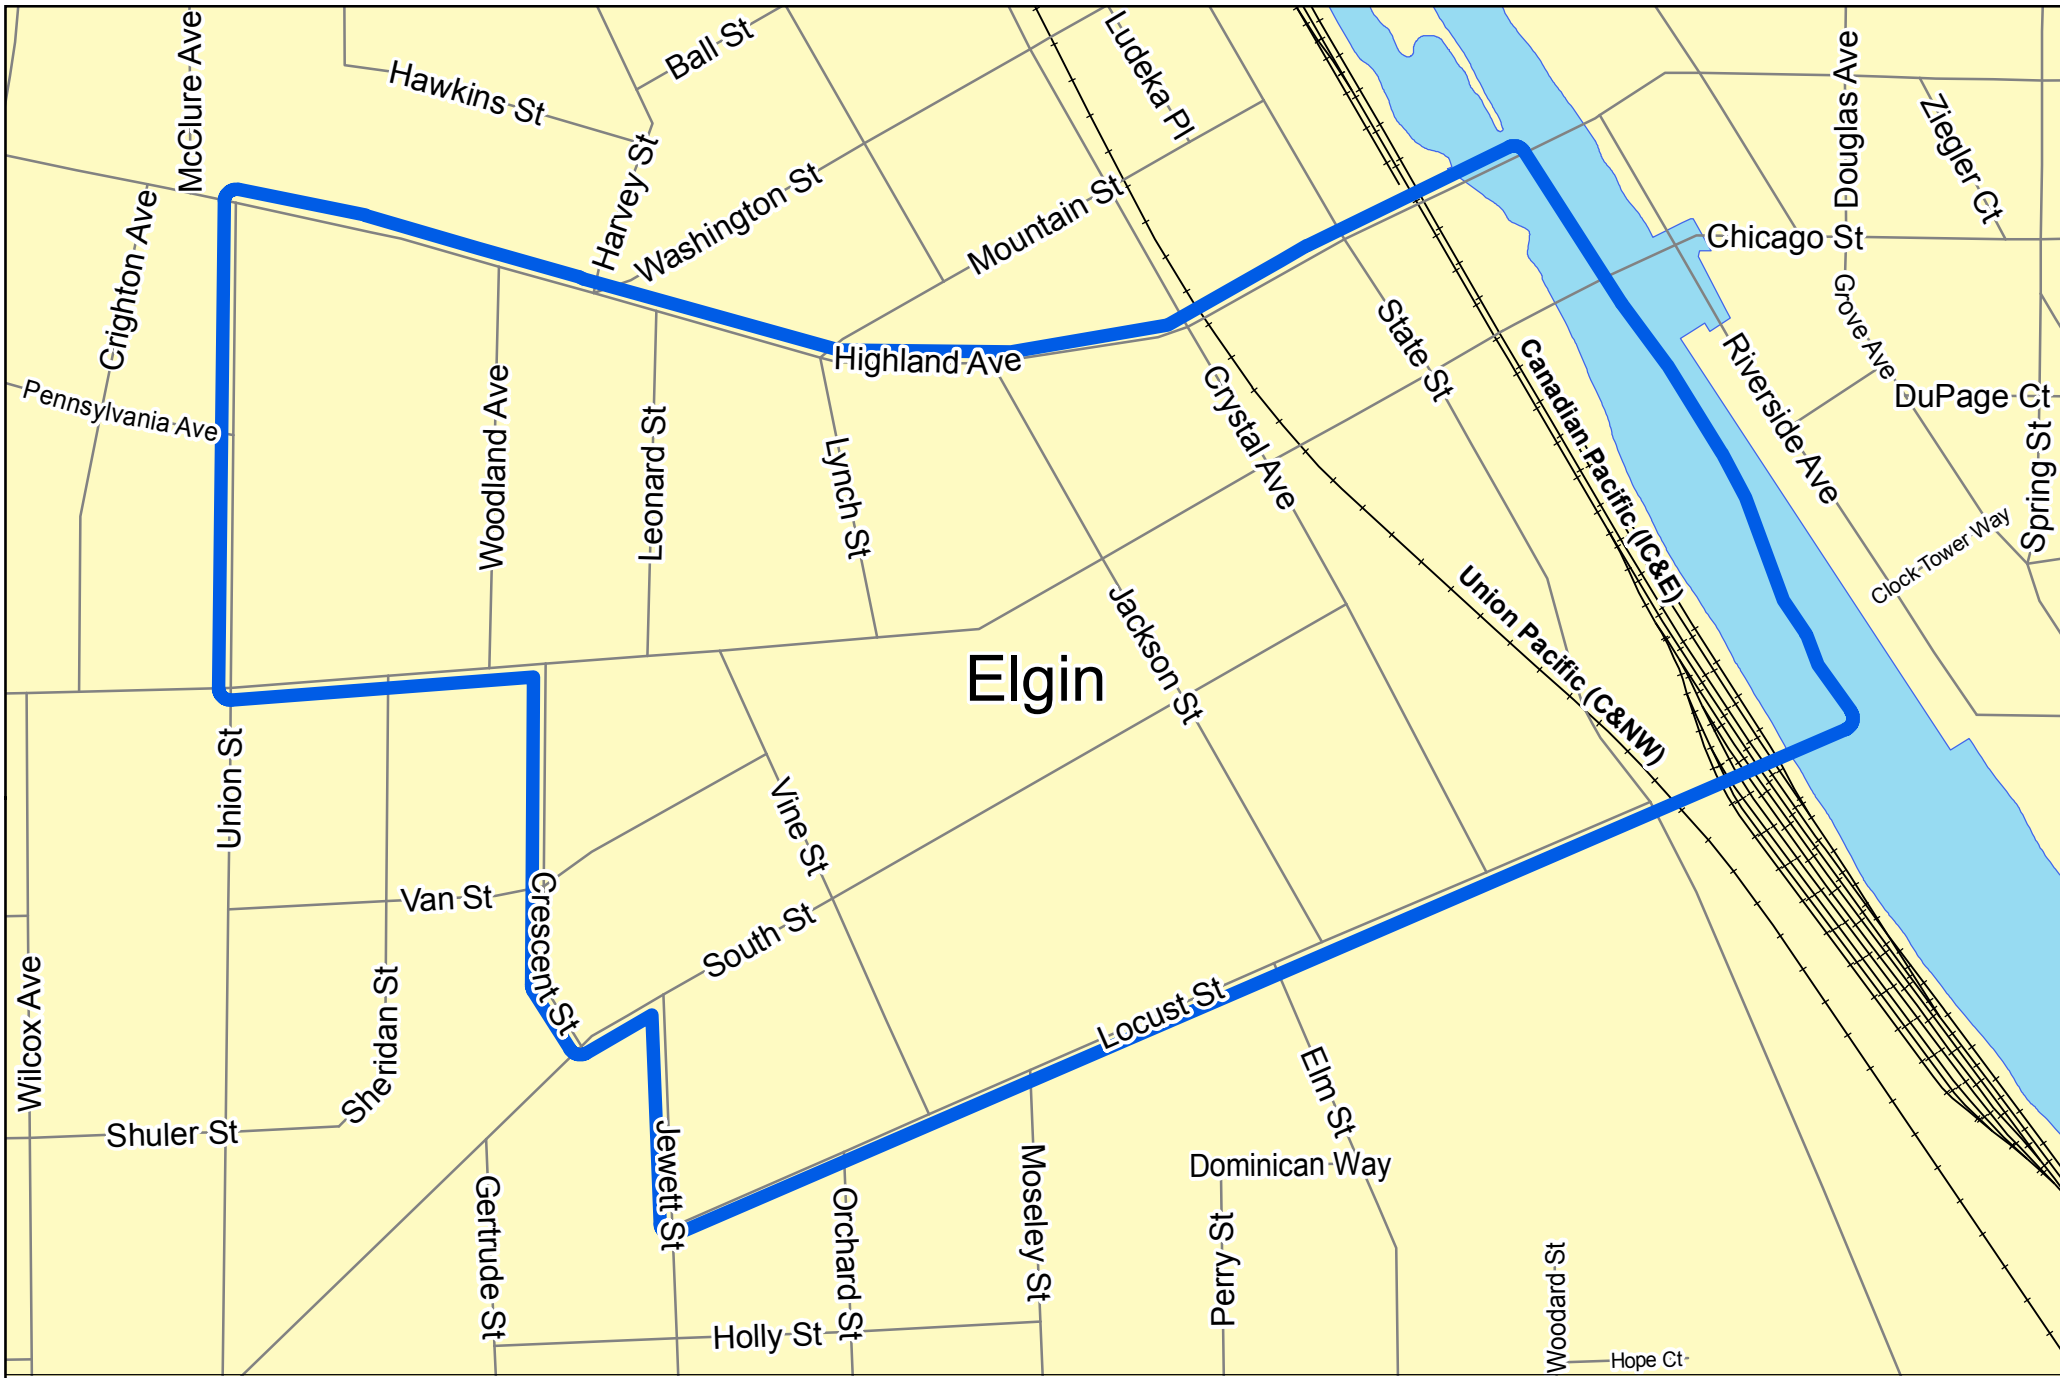 McClure Ave
Hawkins St
Ball St
Ludeka Pl
Douglas Ave
Ziegler Ct
Harvey St
Washington St
Mountain St
Crighton Ave
Chicago St
Grove Ave
Pennsylvania Ave
Highland Ave
State St
Riverside Ave
DuPage Ct
Woodland Ave
Leonard St
Lynch St
Crystal Ave
Canadian Pacific (IC&E)
Spring St
Clock Tower Way
Union Pacific (C&NW)
Jackson St
Elgin
Union St
Vine St
Van St
Crescent St
South St
Wilcox Ave
Sheridan St
Locust St
Shuler St
Elm St
Jewett St
Dominican Way
Gertrude St
Orchard St
Moseley St
Perry St
Woodard St
Holly St
Hope Ct